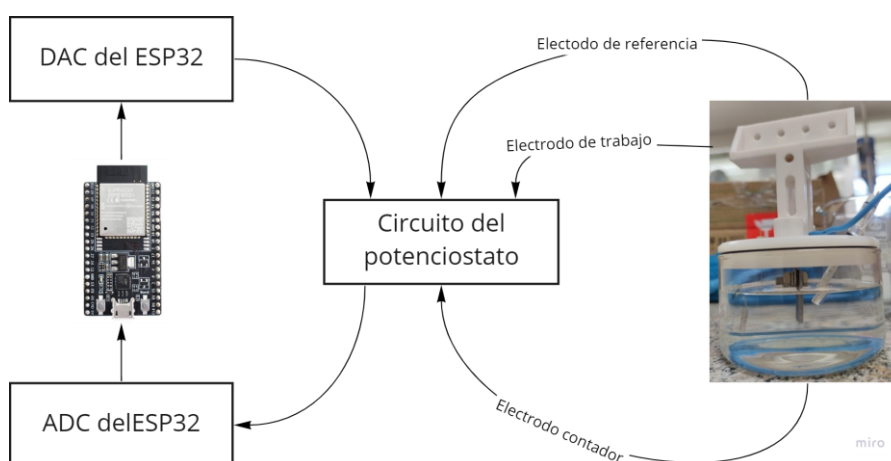 DAC del ESP32
Electodo de referencia
Electrodo de trabajo
Circuito del
potenciostato
ADC delESP32
Electrodo contador
miro